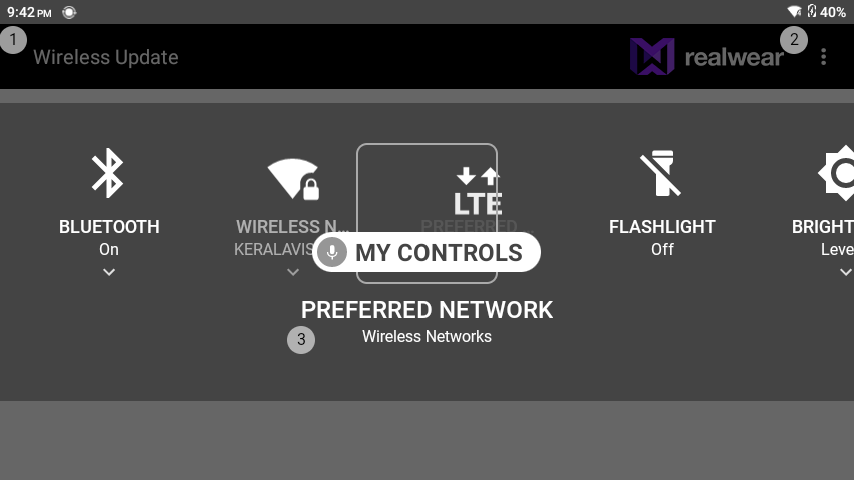 9:42 PM
40%
1
2
Wireless Update
realwear
BLUETOOTH
On
WIRELESS N...
KERALAVIS
LTE
PREFERRED ...
FLASHLIGHT
Off
BRIGHT
Leve
MY CONTROLS
PREFERRED NETWORK
3
Wireless Networks